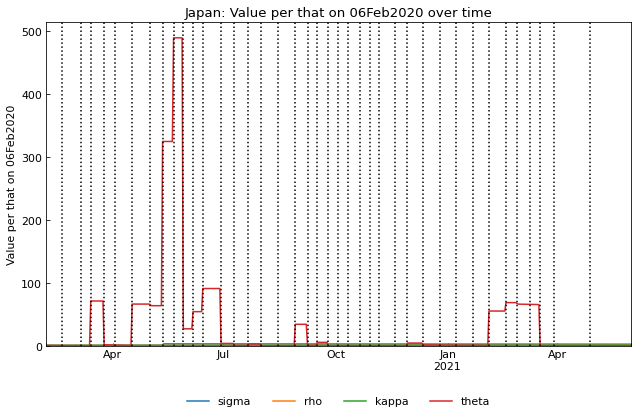 Japan: Value per that on 06Feb2020 over time
Value per that on 06Feb2020
500
400
300
200
100
0
Apr
Jul
Oct
Jan
2021
Apr
sigma
rho
kappa
theta